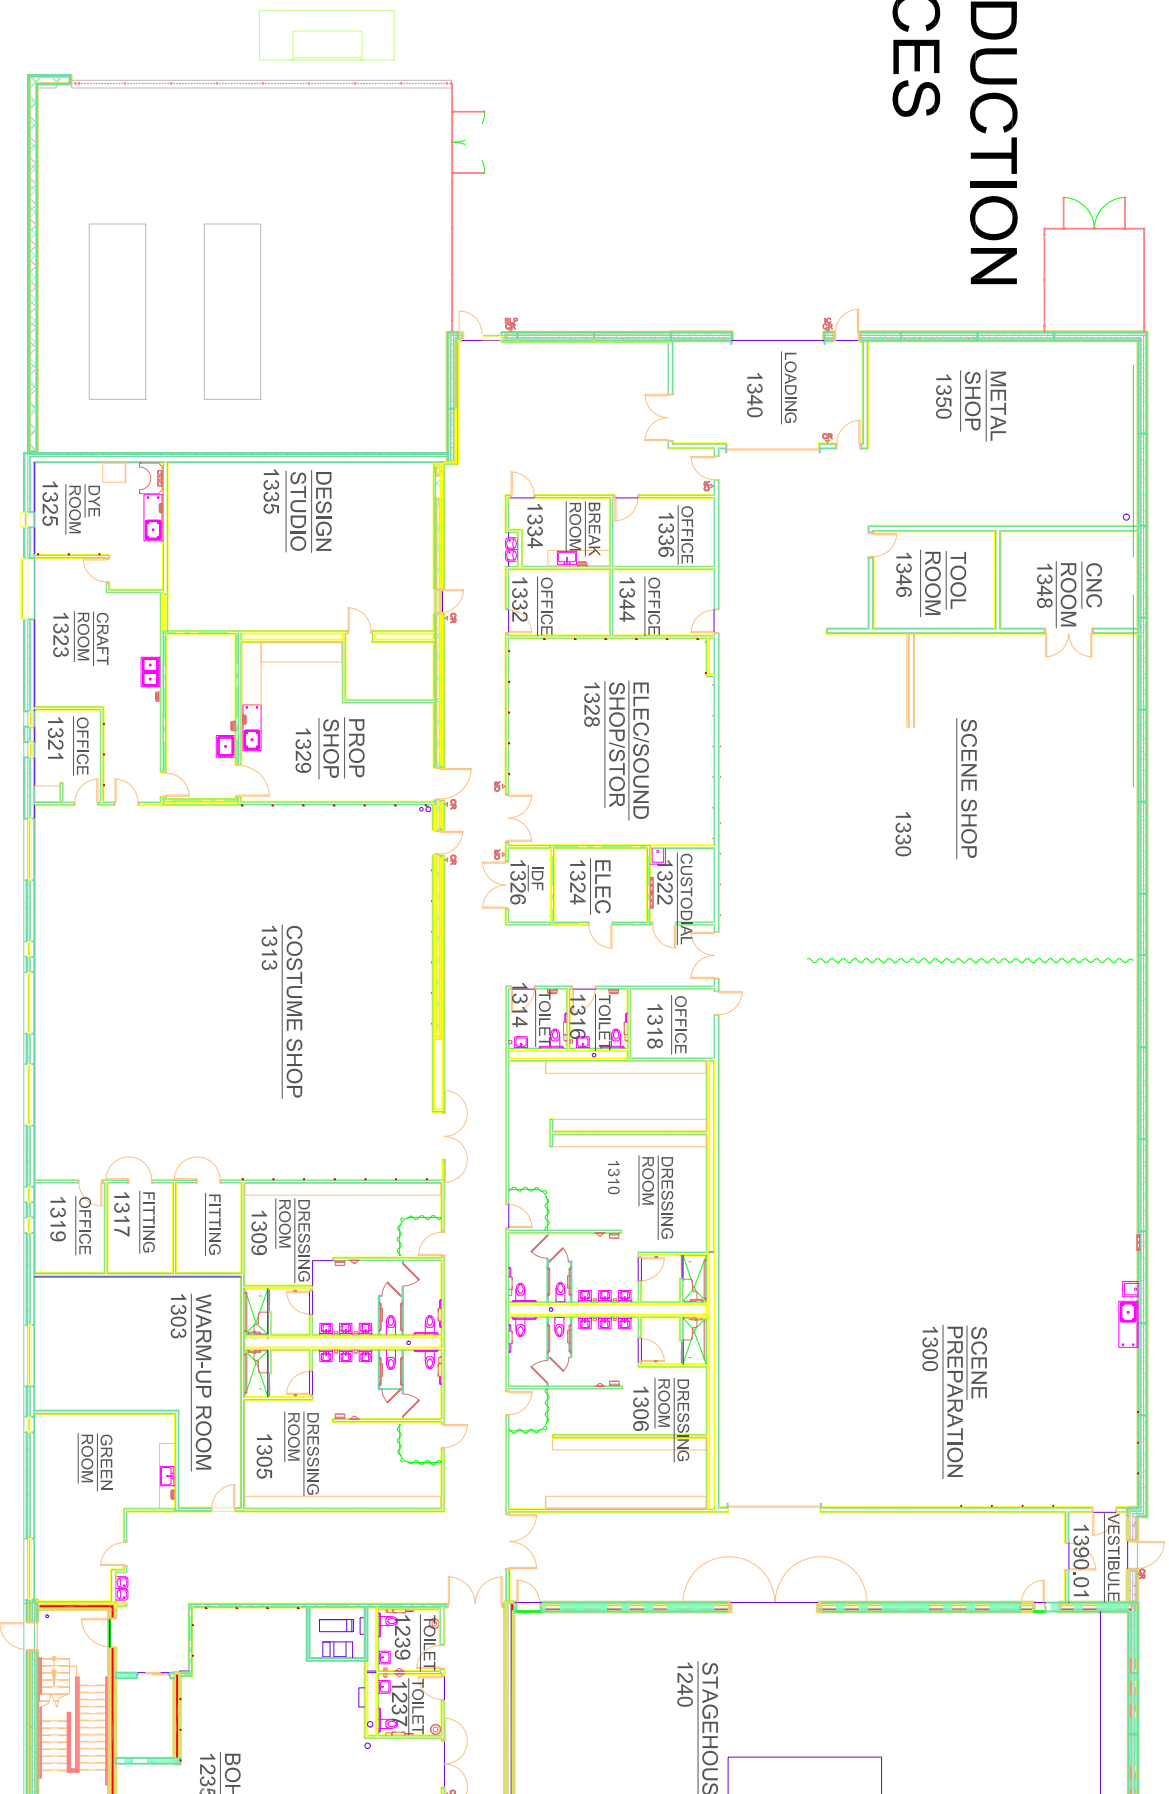 DUCTION
CES
METAL
SHOP
1350
LOADING
1340
CNC
ROOM
1348
TOOL
ROOM
1346
DESIGN
STUDIO
1335
DYE
ROOM
1325
BREAK
ROOM
1334
OFFICE
1336
OFFICE
1332
OFFICE
1344
CRAFT
ROOM
1323
OFFICE
1321
PROP
SHOP
1329
ELEC/SOUND
SHOP/STOR
1328
SCENE SHOP
1330
CUSTODIAL
1322
ELEC
1324
IDF
1326
COSTUME SHOP
1313
TOILET
1314
TOILET
1316
OFFICE
1318
DRESSING
ROOM
1310
OFFICE
1319
FITTING
1317
FITTING
DRESSING
ROOM
1309
WARM-UP ROOM
1303
SCENE
PREPARATION
1300
DRESSING
ROOM
1306
DRESSING
ROOM
1305
GREEN
ROOM
VESTIBULE
1390.01
TOILET
1239
TOILET
1237
STAGEHOUS
1240
BOH
1235